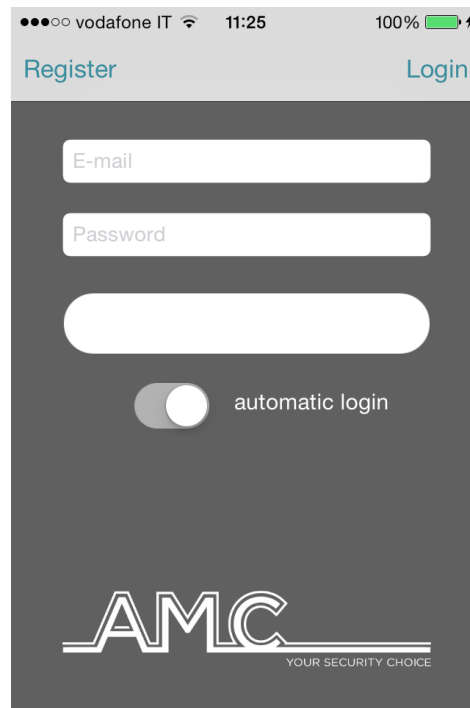 vodafone IT 11:25 100%
Register Login
E-mail
Password
automatic login
AMC
YOUR SECURITY CHOICE